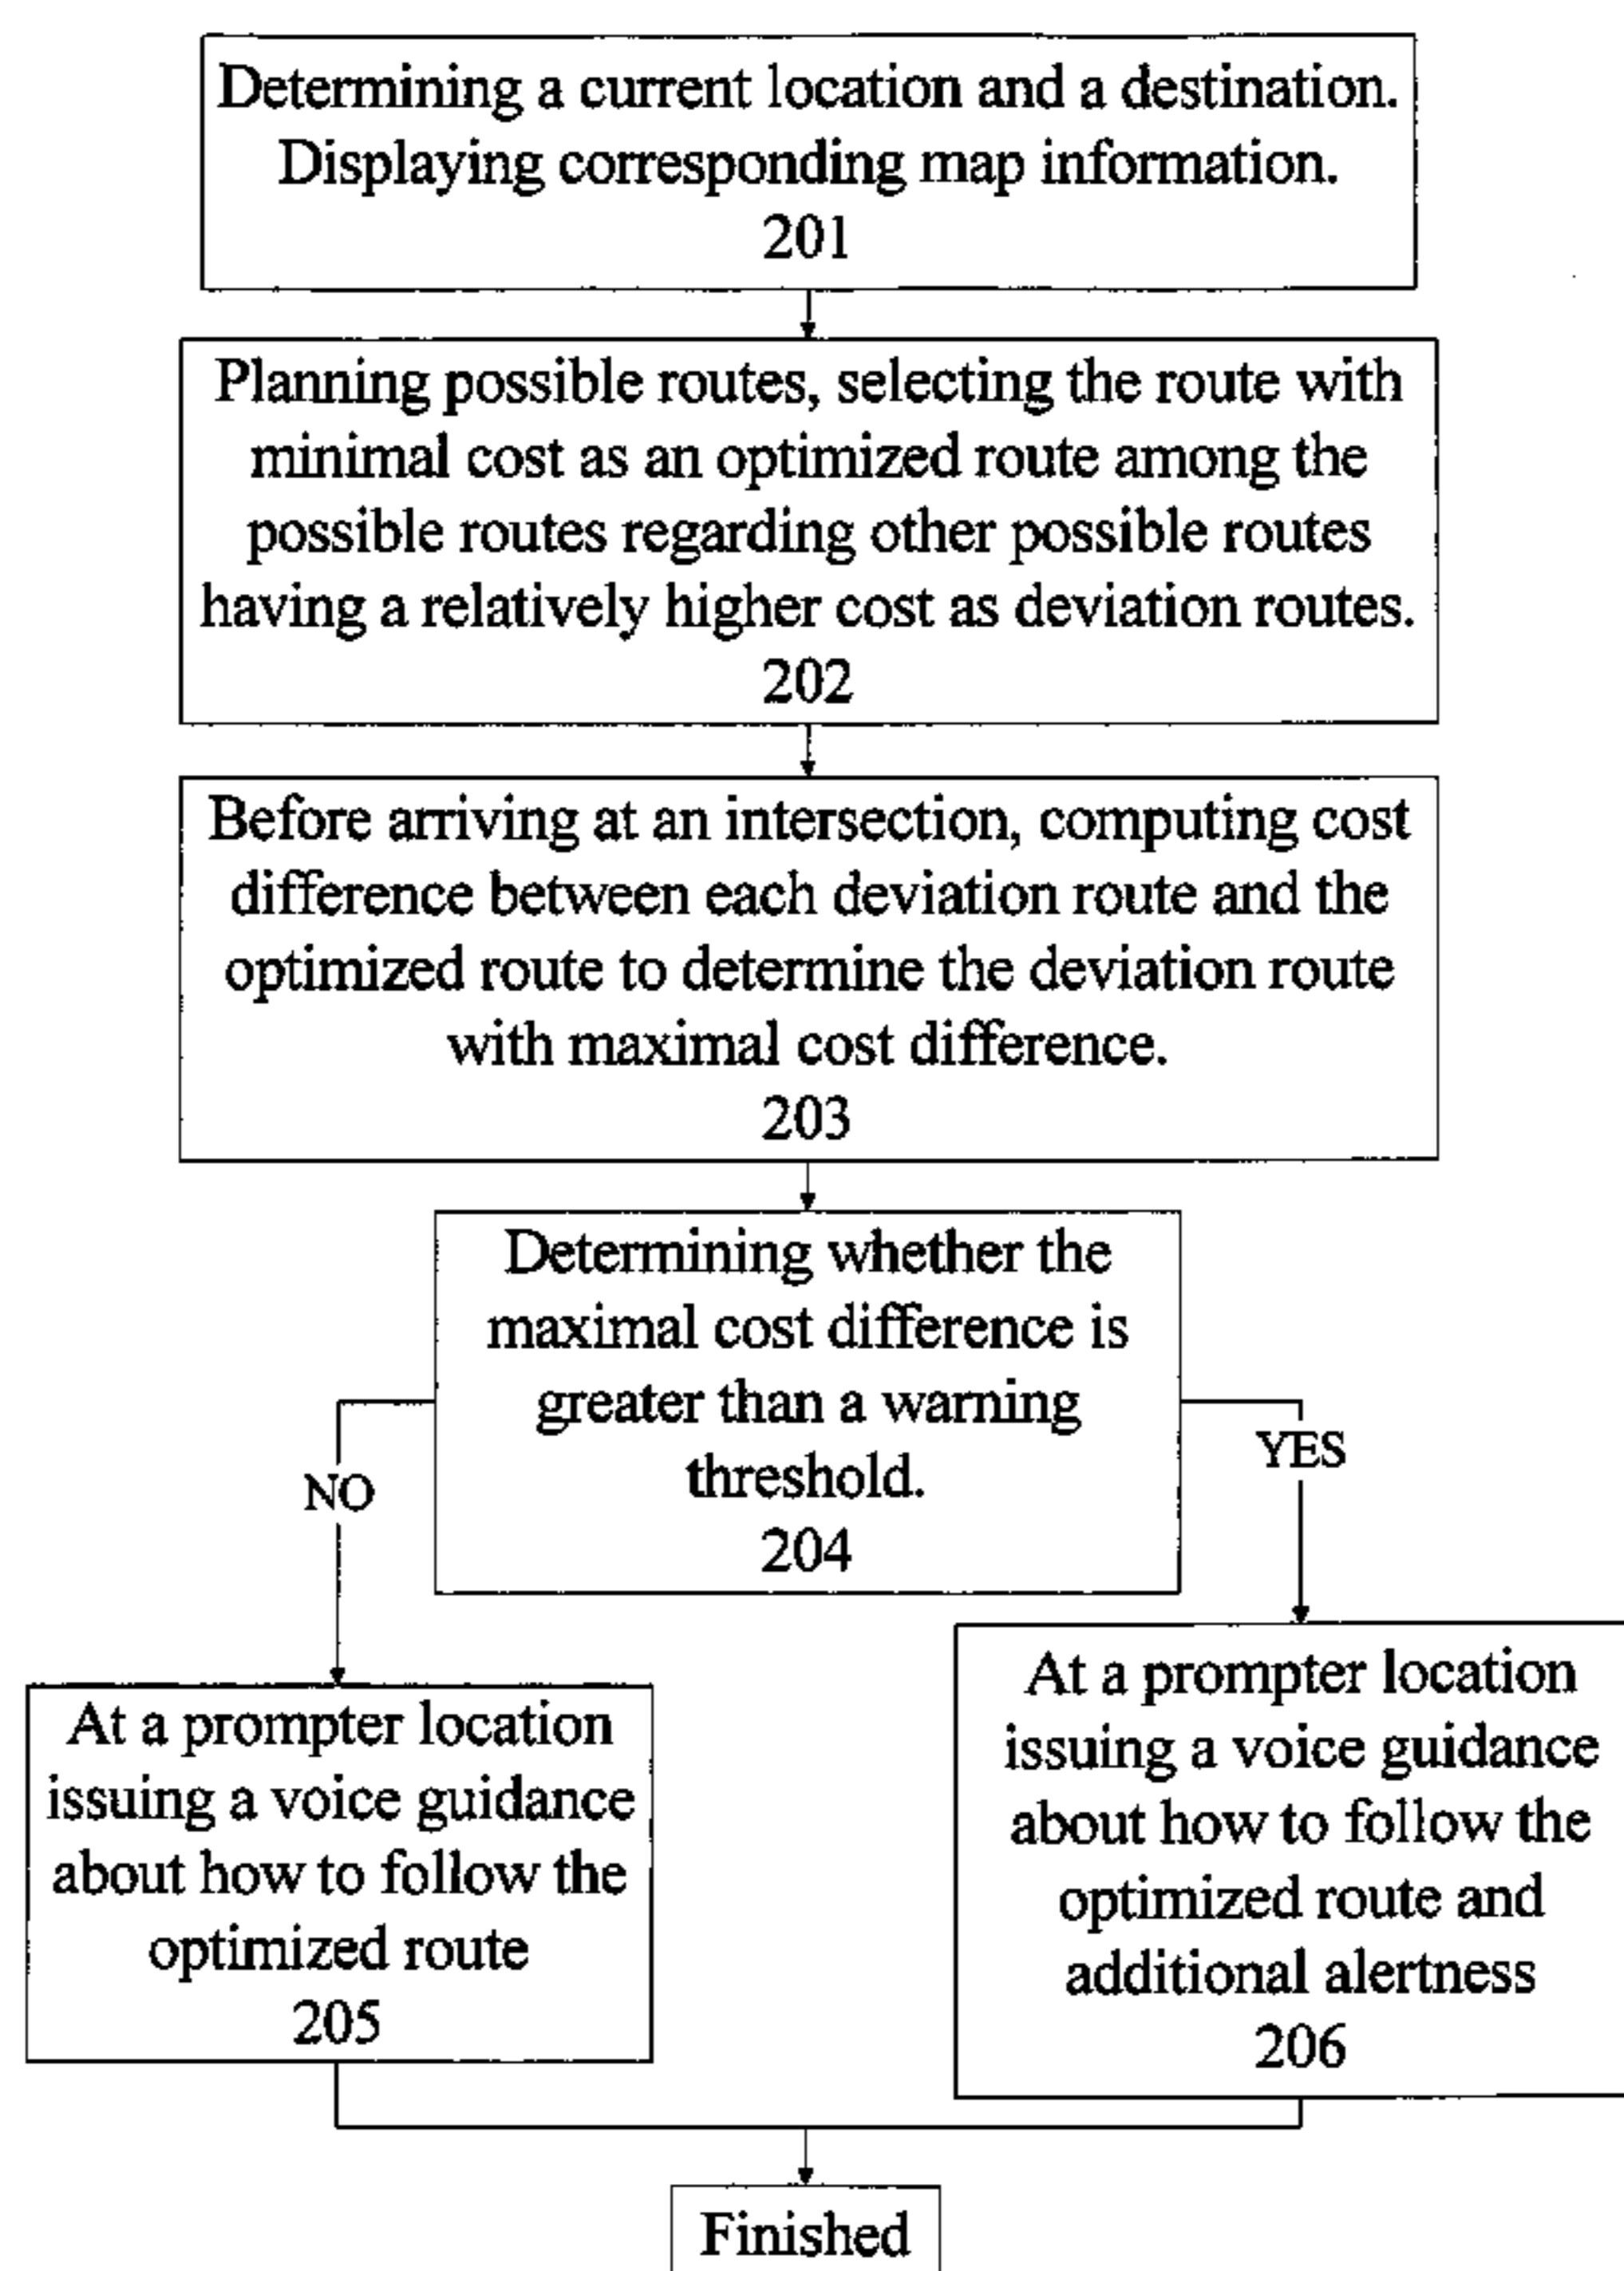 Determining a current location and a destination.
Displaying corresponding map information.
201
Planning possible routes, selecting the route with
minimal cost as an optimized route among the
possible routes regarding other possible routes
having a relatively higher cost as deviation routes.
202
Before arriving at an intersection, computing cost
difference between each deviation route and the
optimized route to determine the deviation route
with maximal cost difference.
203
Determining whether the
maximal cost difference is
greater than a warning
threshold.
204
NO
YES
At a prompter location
issuing a voice guidance
about how to follow the
optimized route
205
At a prompter location
issuing a voice guidance
about how to follow the
optimized route and
additional alertness
206
Finished